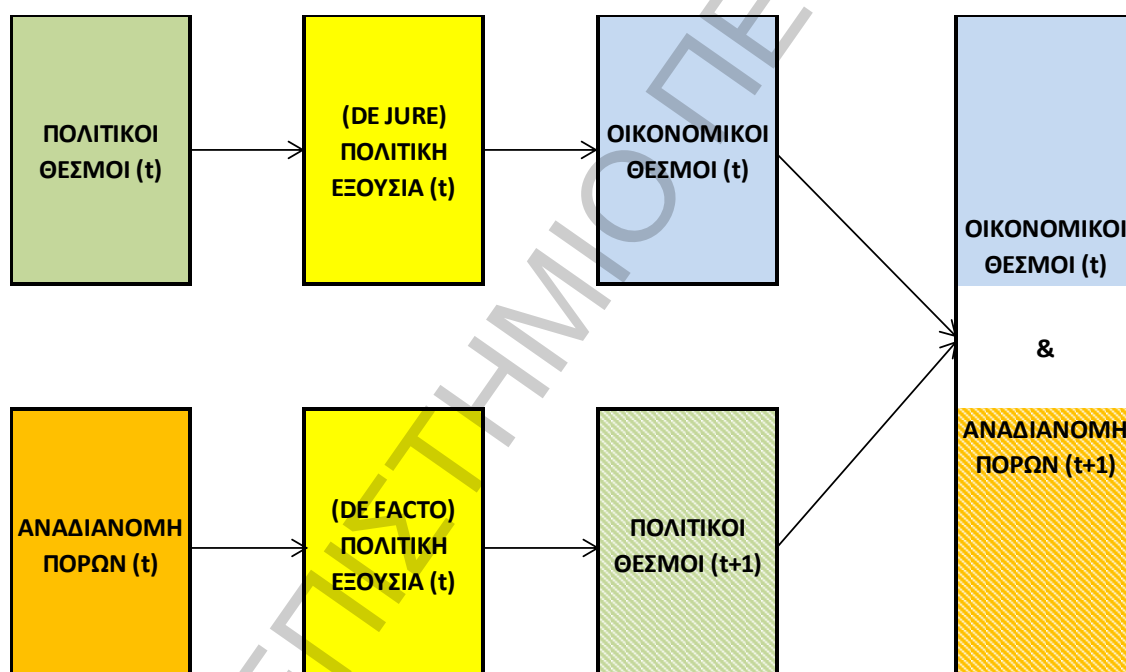 ΠΟΛΙΤΙΚΟΙ
ΘΕΣΜΟΙ (t)
(DE JURE)
ΠΟΛΙΤΙΚΗ
ΕΞΟΥΣΙΑ (t)
ΟΙΚΟΝΟΜΙΚΟΙ
ΘΕΣΜΟΙ (t)
ΟΙΚΟΝΟΜΙΚΟΙ
ΘΕΣΜΟΙ (t)
&
ΑΝΑΔΙΑΝΟΜΗ
ΠΟΡΩΝ (t+1)
ΑΝΑΔΙΑΝΟΜΗ
ΠΟΡΩΝ (t)
(DE FACTO)
ΠΟΛΙΤΙΚΗ
ΕΞΟΥΣΙΑ (t)
ΠΟΛΙΤΙΚΟΙ
ΘΕΣΜΟΙ (t+1)